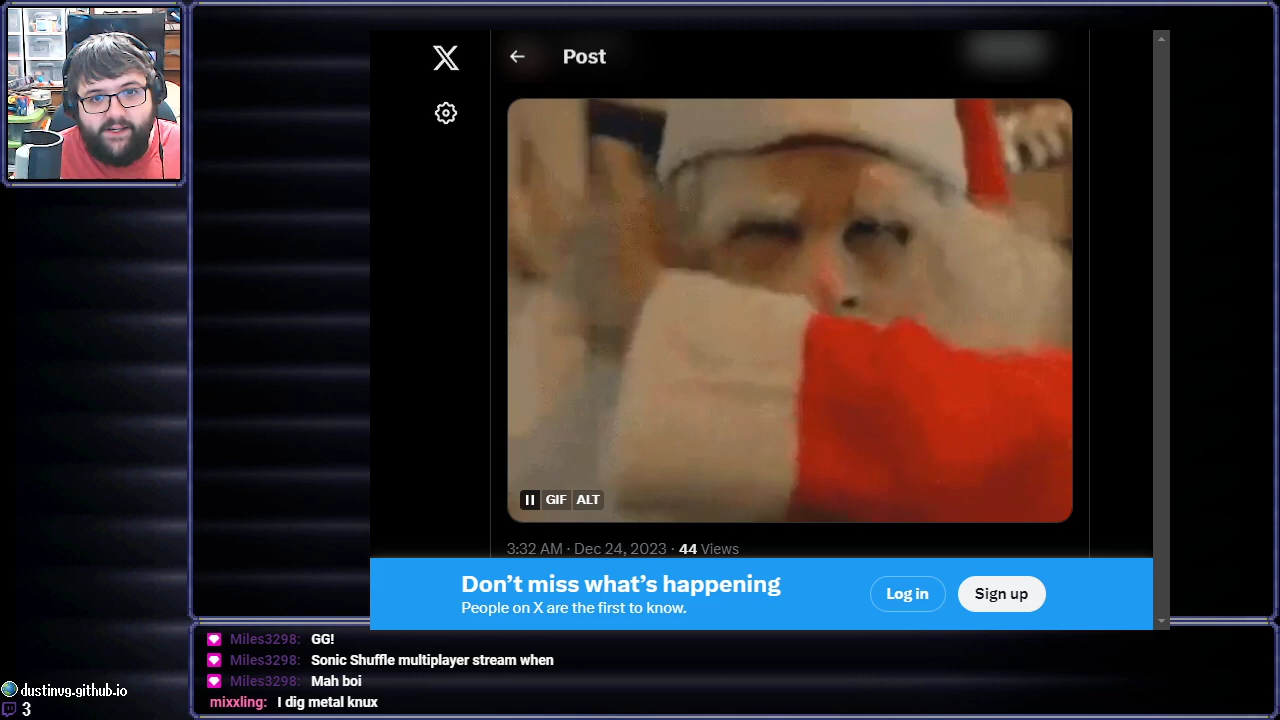 Post
GIF ALT
3:32 AM · Dec 24, 2023 · 44 Views
Don’t miss what’s happening
People on X are the first to know.
Log in
Sign up
Miles3298: GG!
Miles3298: Sonic Shuffle multiplayer stream when
Miles3298: Mah boi
mixxling: I dig metal knux
dustinvg.github.io
3